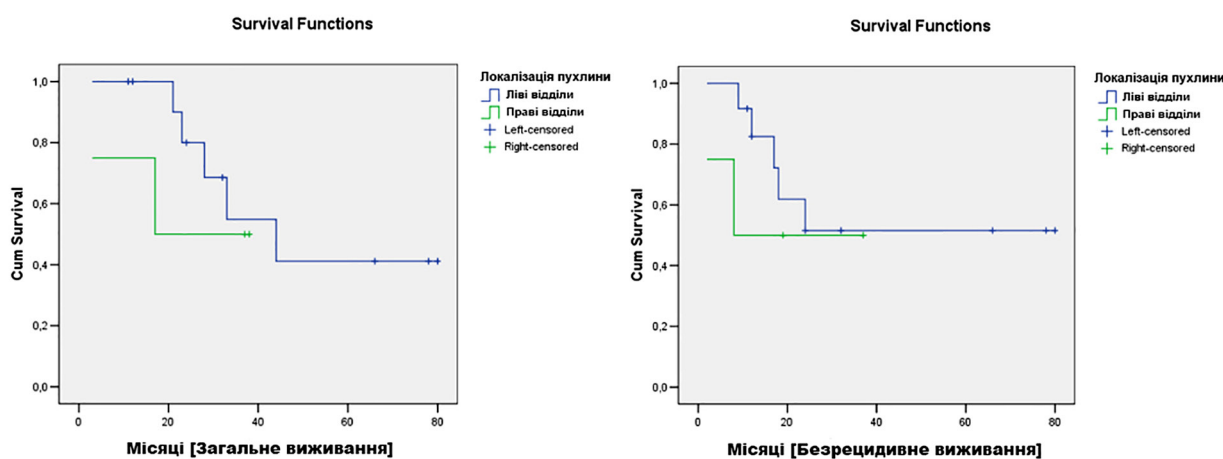 Survival Functions
Cum Survival
1,0
0,8
0,6
0,4
0,2
0,0
0
20
40
60
80
Місяці [Загальне виживання]
Локалізація пухлини
Ліві відділи
Праві відділи
Left-censored
Right-censored
Survival Functions
Cum Survival
1,0
0,8
0,6
0,4
0,2
0,0
0
20
40
60
80
Місяці [Безрецидивне виживання]
Локалізація пухлини
Ліві відділи
Праві відділи
Left-censored
Right-censored